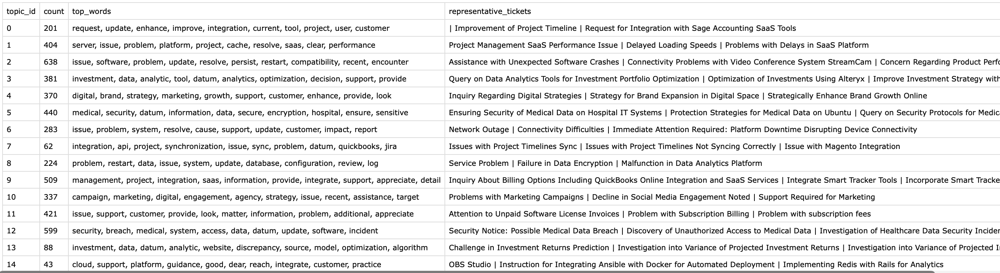 topic_id count top_words representative_tickets
0 201 request, update, enhance, improve, integration, current, tool, project, user, customer | Improvement of Project Timeline | Request for Integration with Sage Accounting SaaS Tools
1 404 server, issue, problem, platform, project, cache, resolve, saas, clear, performance Project Management SaaS Performance Issue | Delayed Loading Speeds | Problems with Delays in SaaS Platform
2 638 issue, software, problem, update, resolve, persist, restart, compatibility, recent, encounter Assistance with Unexpected Software Crashes | Connectivity Problems with Video Conference System StreamCam | Concern Regarding Product Perfo
3 381 investment, data, analytic, tool, datum, analytics, optimization, decision, support, provide Query on Data Analytics Tools for Investment Portfolio Optimization | Optimization of Investments Using Alteryx | Improve Investment Strategy with
4 370 digital, brand, strategy, marketing, growth, support, customer, enhance, provide, look Inquiry Regarding Digital Strategies | Strategy for Brand Expansion in Digital Space | Strategically Enhance Brand Growth Online
5 440 medical, security, datum, information, data, secure, encryption, hospital, ensure, sensitive Ensuring Security of Medical Data on Hospital IT Systems | Protection Strategies for Medical Data on Ubuntu | Query on Security Protocols for Medica
6 283 issue, problem, system, resolve, cause, support, update, customer, impact, report Network Outage | Connectivity Difficulties | Immediate Attention Required: Platform Downtime Disrupting Device Connectivity
7 62 integration, api, project, synchronization, issue, sync, problem, datum, quickbooks, jira Issues with Project Timelines Sync | Issues with Project Timelines Not Syncing Correctly | Issue with Magento Integration
8 224 problem, restart, data, issue, system, update, database, configuration, review, log Service Problem | Failure in Data Encryption | Malfunction in Data Analytics Platform
9 509 management, project, integration, saas, information, provide, integrate, support, appreciate, detail Inquiry About Billing Options Including QuickBooks Online Integration and SaaS Services | Integrate Smart Tracker Tools | Incorporate Smart Tracke
10 337 campaign, marketing, digital, engagement, agency, strategy, issue, recent, assistance, target Problems with Marketing Campaigns | Decline in Social Media Engagement Noted | Support Required for Marketing
11 421 issue, support, customer, provide, look, matter, information, problem, additional, appreciate Attention to Unpaid Software License Invoices | Problem with Subscription Billing | Problem with subscription fees
12 599 security, breach, medical, system, access, data, datum, update, software, incident Security Notice: Possible Medical Data Breach | Discovery of Unauthorized Access to Medical Data | Investigation of Healthcare Data Security Inciden
13 88 investment, data, datum, analytic, website, discrepancy, source, model, optimization, algorithm Challenge in Investment Returns Prediction | Investigation into Variance of Projected Investment Returns | Investigation into Variance of Projected I
14 43 cloud, support, platform, guidance, good, dear, reach, integrate, customer, practice OBS Studio | Instruction for Integrating Ansible with Docker for Automated Deployment | Implementing Redis with Rails for Analytics